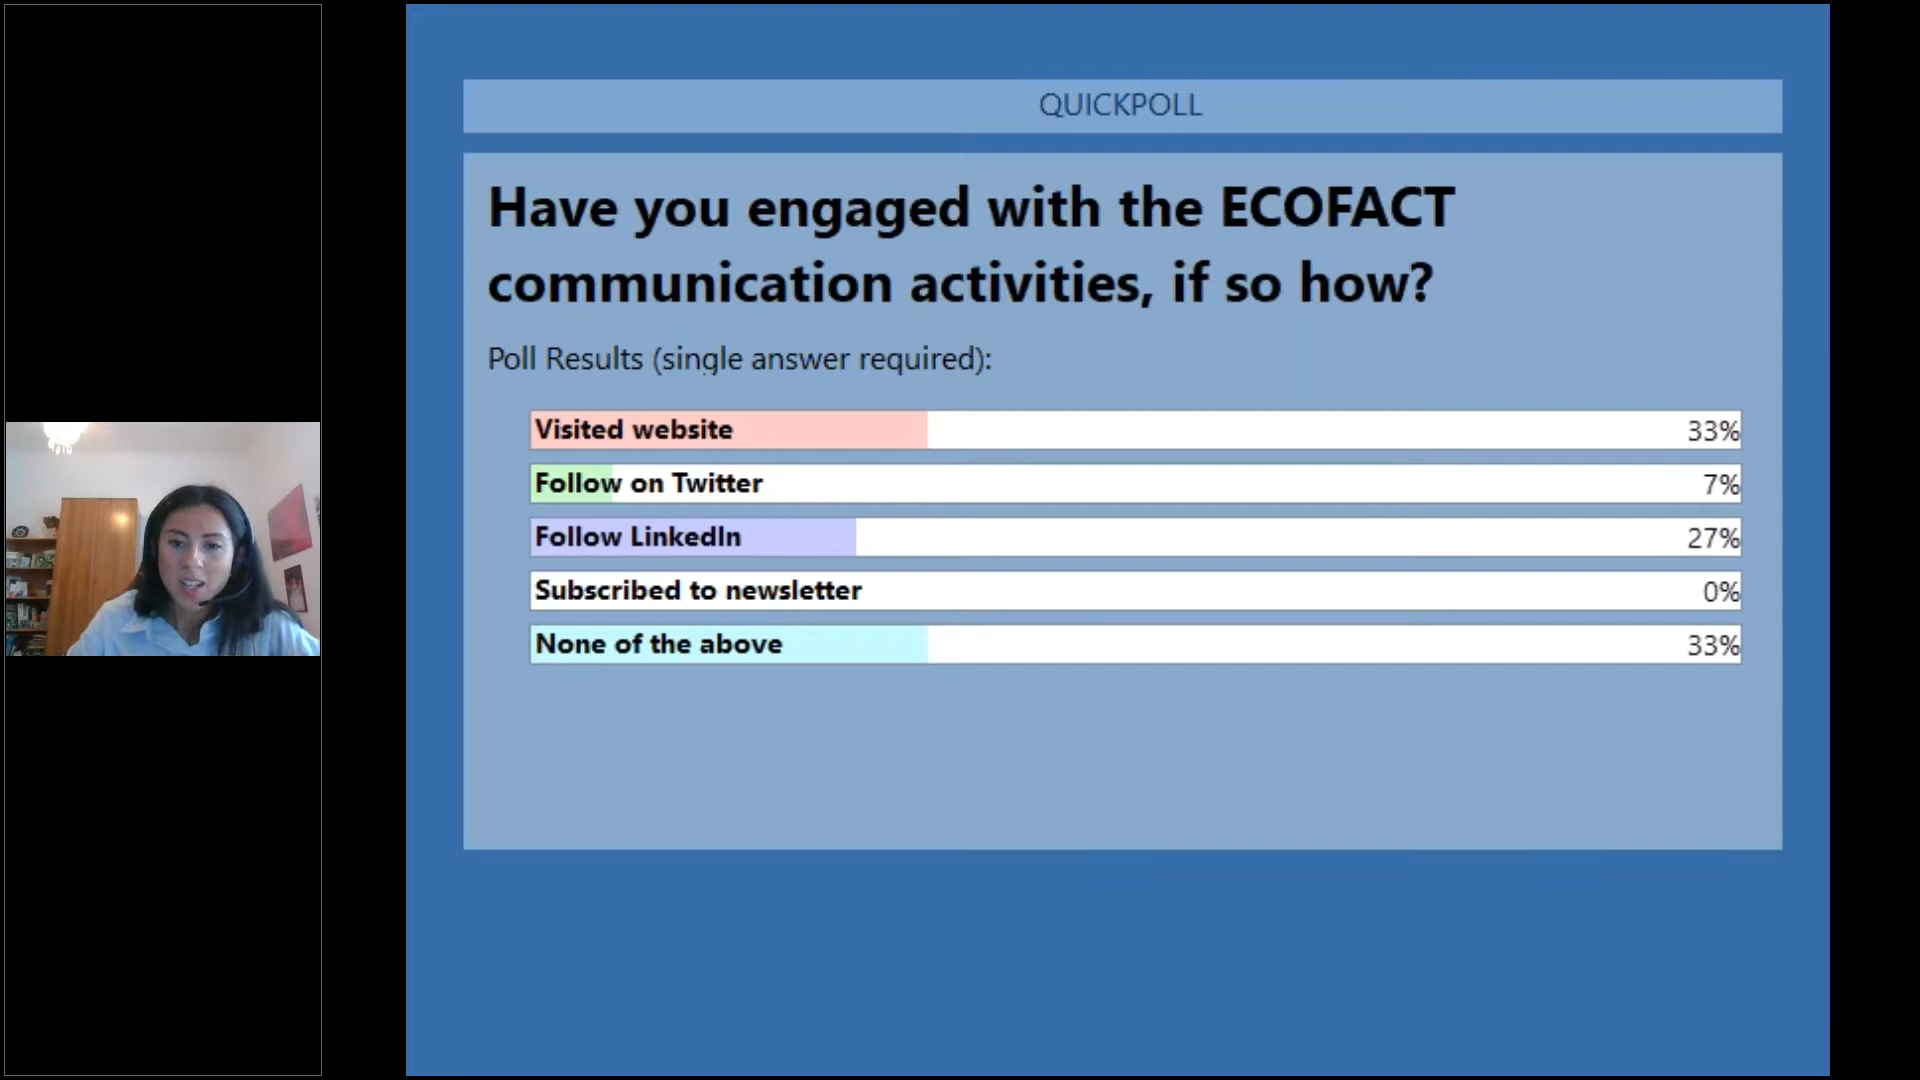 QUICKPOLL
Have you engaged with the ECOFACT
communication activities, if so how?
Poll Results (single answer required):
Visited website 33%
Follow on Twitter 7%
Follow LinkedIn 27%
Subscribed to newsletter 0%
None of the above 33%